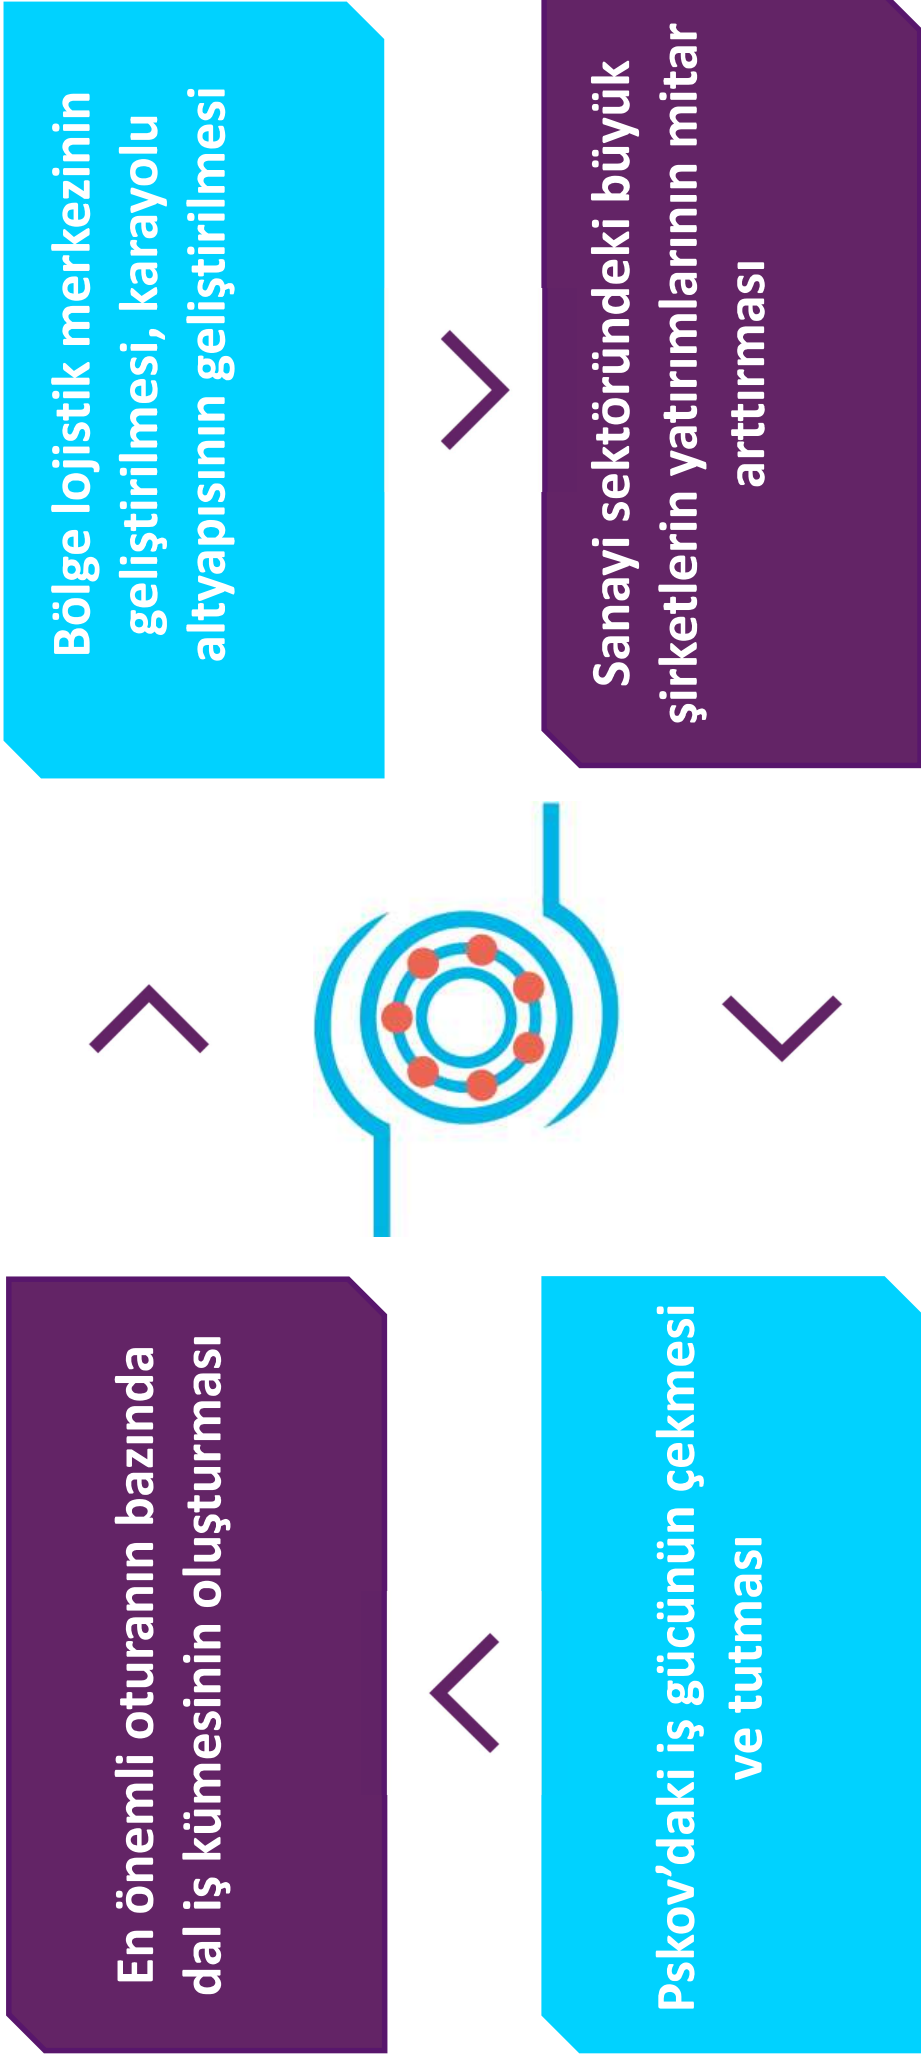 En önemli oturanın bazında
dal iş kümesinin oluşturması
Bölge lojistik merkezinin
geliştirilmesi, karayolu
altyapısının geliştirilmesi
Pskov’daki iş gücünün çekmesi
ve tutması
Sanayi sektöründeki büyük
şirketlerin yatırımlarının mitar
arttırması